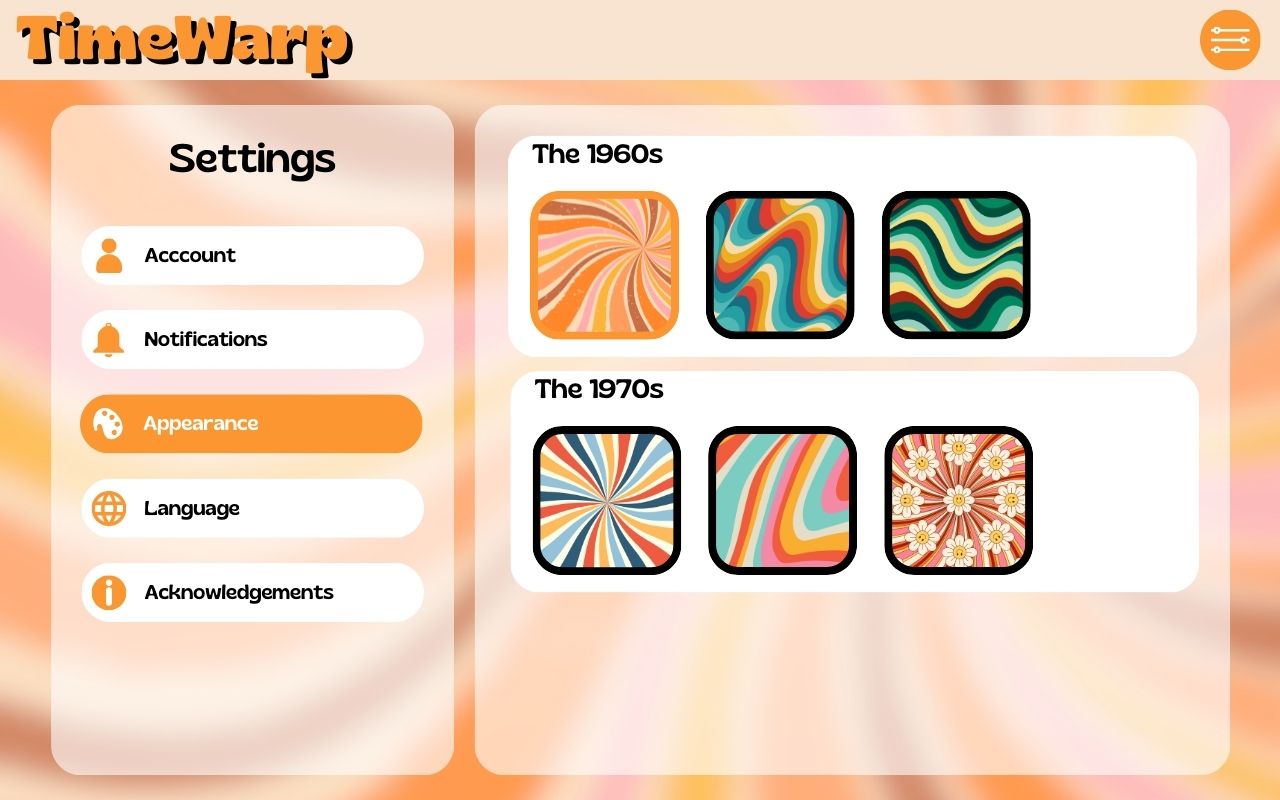 TimeWarp
Settings
Acccount
Notifications
Appearance
Language
Acknowledgements
The 1960s
The 1970s